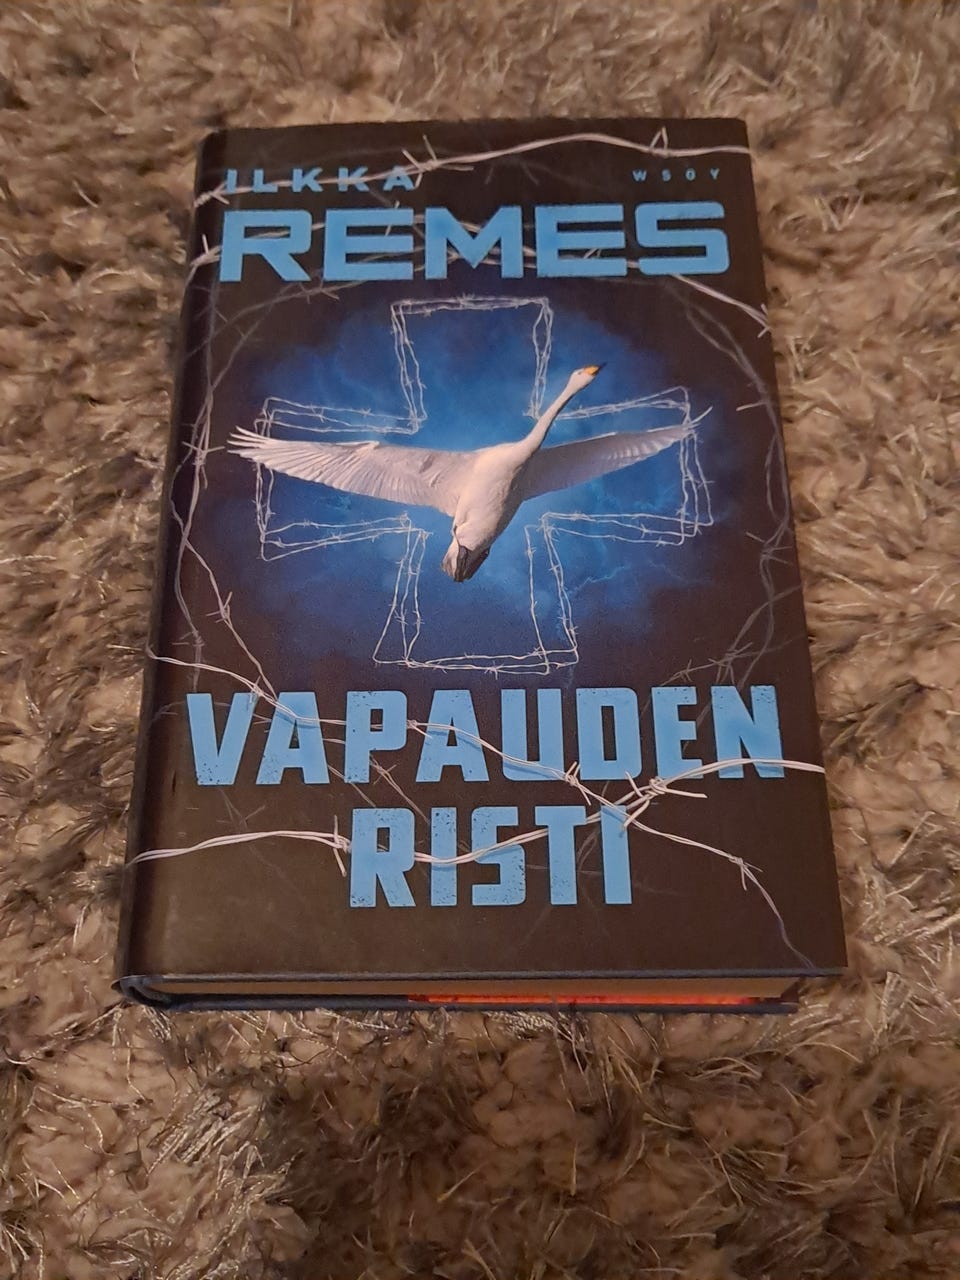 ILKKA
WSOY
REMES
VAPAUDEN
RISTI